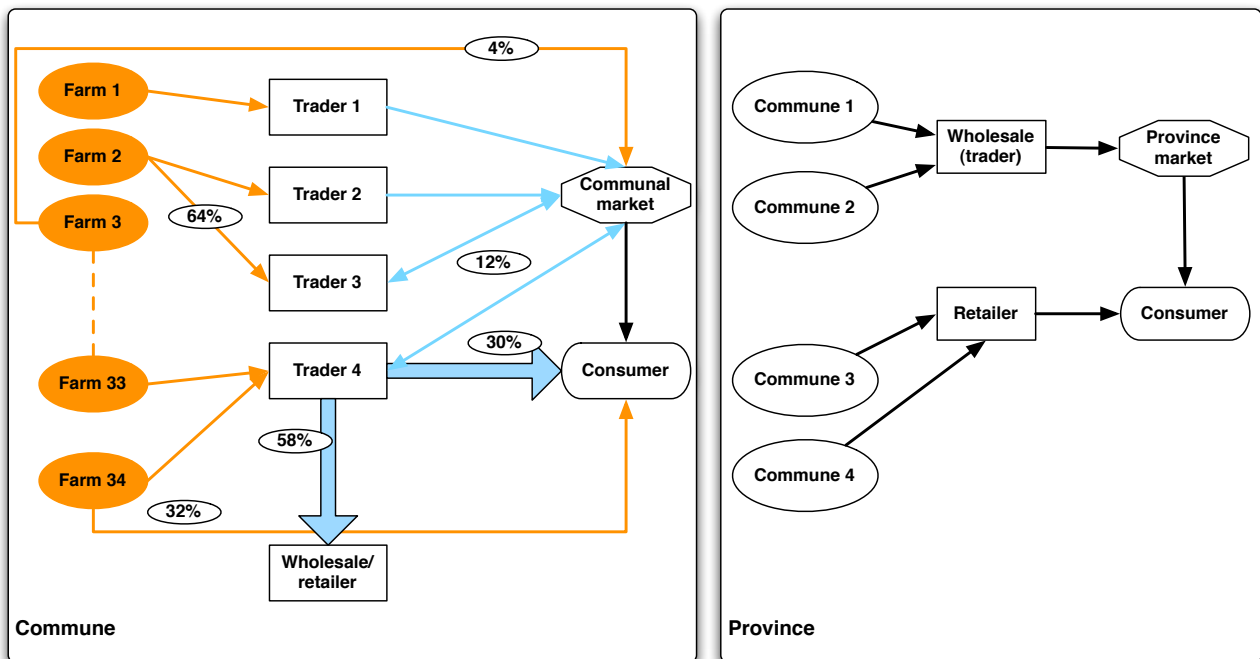 4%
Farm 1
Trader 1
Farm 2
Trader 2
Communal
market
Farm 3
64%
Trader 3
12%
Farm 33
Trader 4
30%
Consumer
58%
Farm 34
32%
Wholesale/
retailer
Commune
Commune 1
Wholesale
(trader)
Province
market
Commune 2
Retailer
Consumer
Commune 3
Commune 4
Province